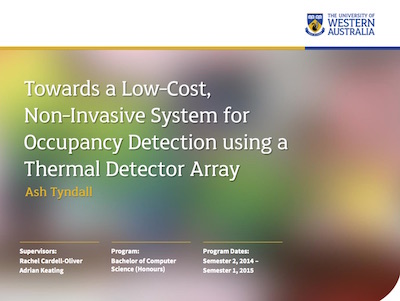 THE UNIVERSITY OF
WESTERN
AUSTRALIA
Towards a Low-Cost,
Non-Invasive System for
Occupancy Detection using a
Thermal Detector Array
Ash Tyndall
Supervisors:
Rachel Cardell-Oliver
Adrian Keating
Program:
Bachelor of Computer
Science (Honours)
Program Dates:
Semester 2, 2014 –
Semester 1, 2015